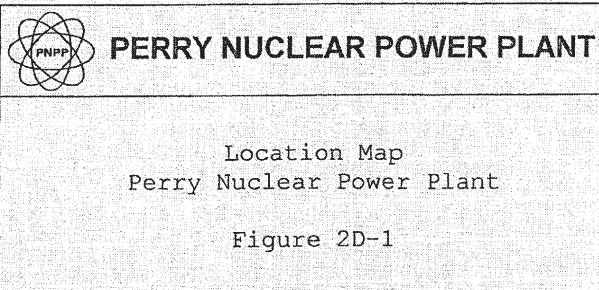 PNPP
PERRY NUCLEAR POWER PLANT
Location Map
Perry Nuclear Power Plant
Figure 2D-1